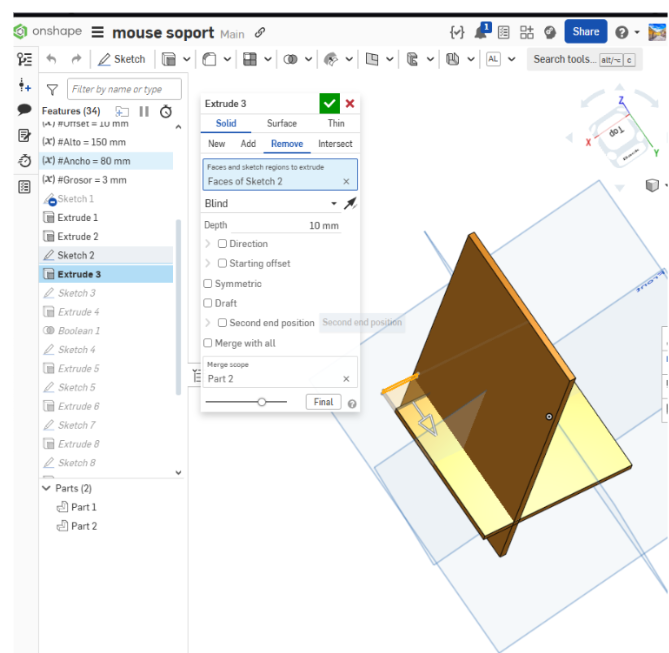 onshape mouse soport Main
Share
Sketch
AL
Search tools... alt/⌥ c
Filter by name or type
Features (34)
(x) #Offset = 10 mm
(x) #Alto = 150 mm
(x) #Ancho = 80 mm
(x) #Grosor = 3 mm
Sketch 1
Extrude 1
Extrude 2
Sketch 2
Extrude 3
Sketch 3
Extrude 4
Boolean 1
Sketch 4
Extrude 5
Sketch 5
Extrude 6
Sketch 7
Extrude 8
Sketch 8
Parts (2)
Part 1
Part 2
Extrude 3
Solid Surface Thin
New Add Remove Intersect
Faces and sketch regions to extrude
Faces of Sketch 2
Blind
Depth 10 mm
Direction
Starting offset
Symmetric
Draft
Second end position Second end position
Merge with all
Merge scope
Part 2
Final
Z
Top
X
Y